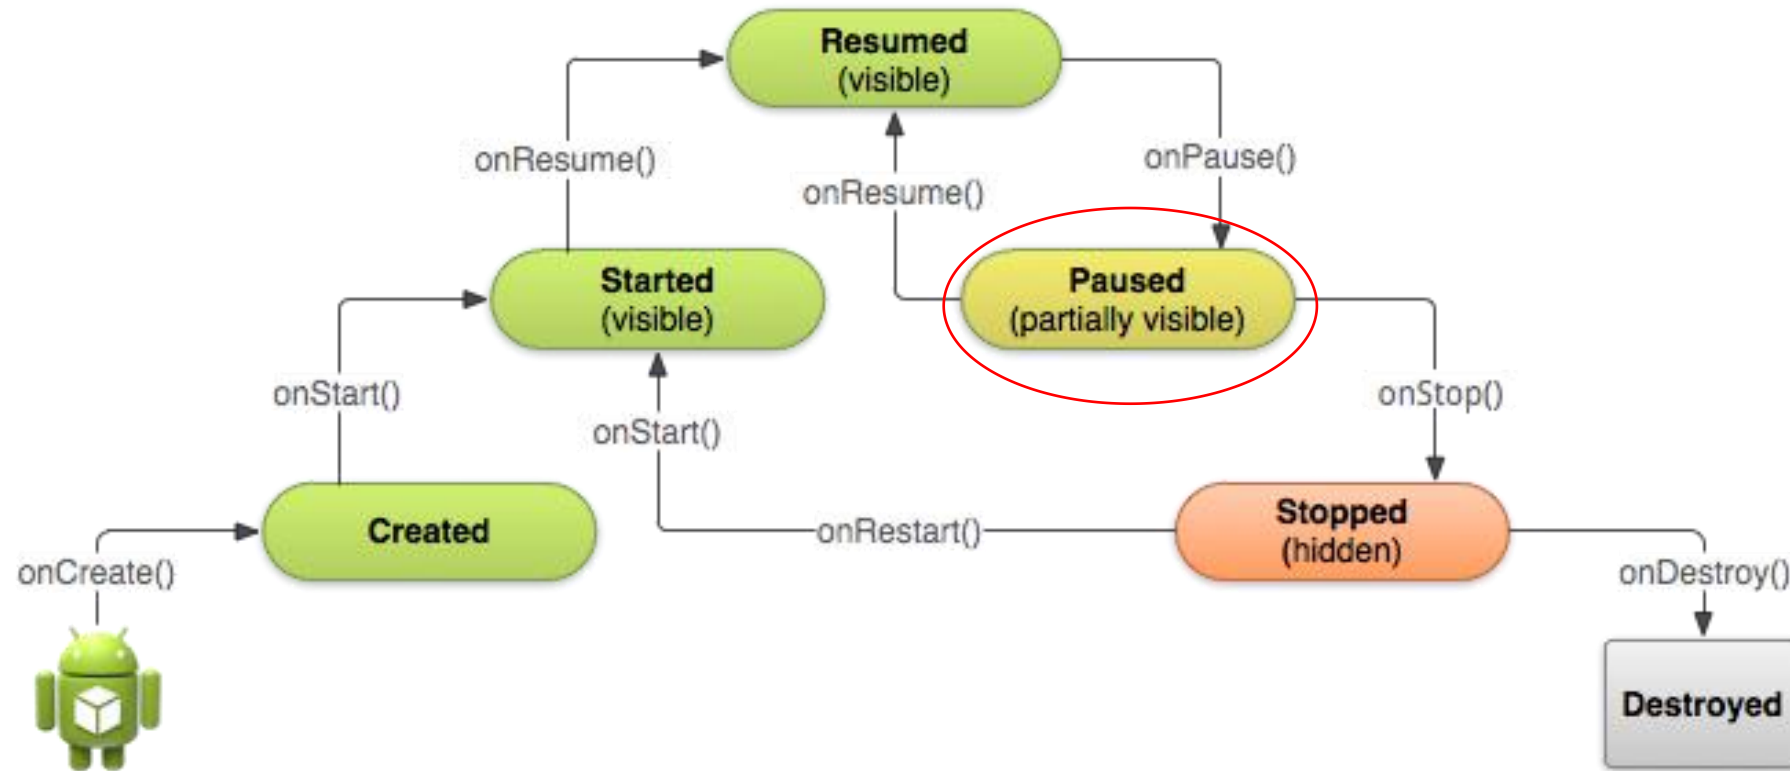 Resumed
(visible)
onResume()
onPause()
onResume()
Started
(visible)
Paused
(partially visible)
onStart()
onStop()
onStart()
Created
onRestart()
Stopped
(hidden)
onCreate()
onDestroy()
Destroyed